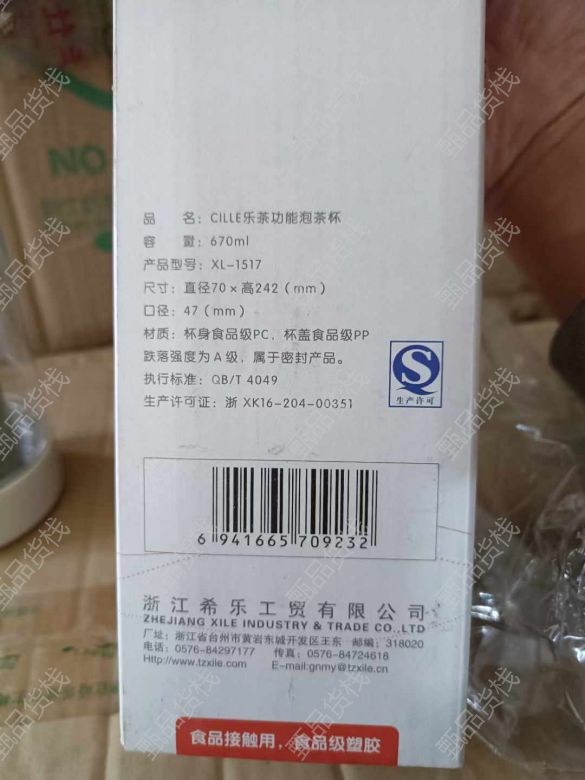 品 名：CILLE乐茶功能泡茶杯
容 量：670ml
产品型号：XL-1517
尺寸：直径70×高242（mm）
口径：47（mm）
材质：杯身食品级PC，杯盖食品级PP
跌落强度为A级，属于密封产品。
执行标准：QB/T 4049
生产许可证：浙 XK16-204-00351
生产许可
6 941665 709232
浙江希乐工贸有限公司
ZHEJIANG XILE INDUSTRY & TRADE CO.,LTD
厂址：浙江省台州市黄岩东城开发区王东 邮编：318020
电话：0576-84297177 传真：0576-84724618
Http://www.tzxile.com E-mail:gnmy@tzxile.cn
食品接触用，食品级塑胶
NO
甄品货栈